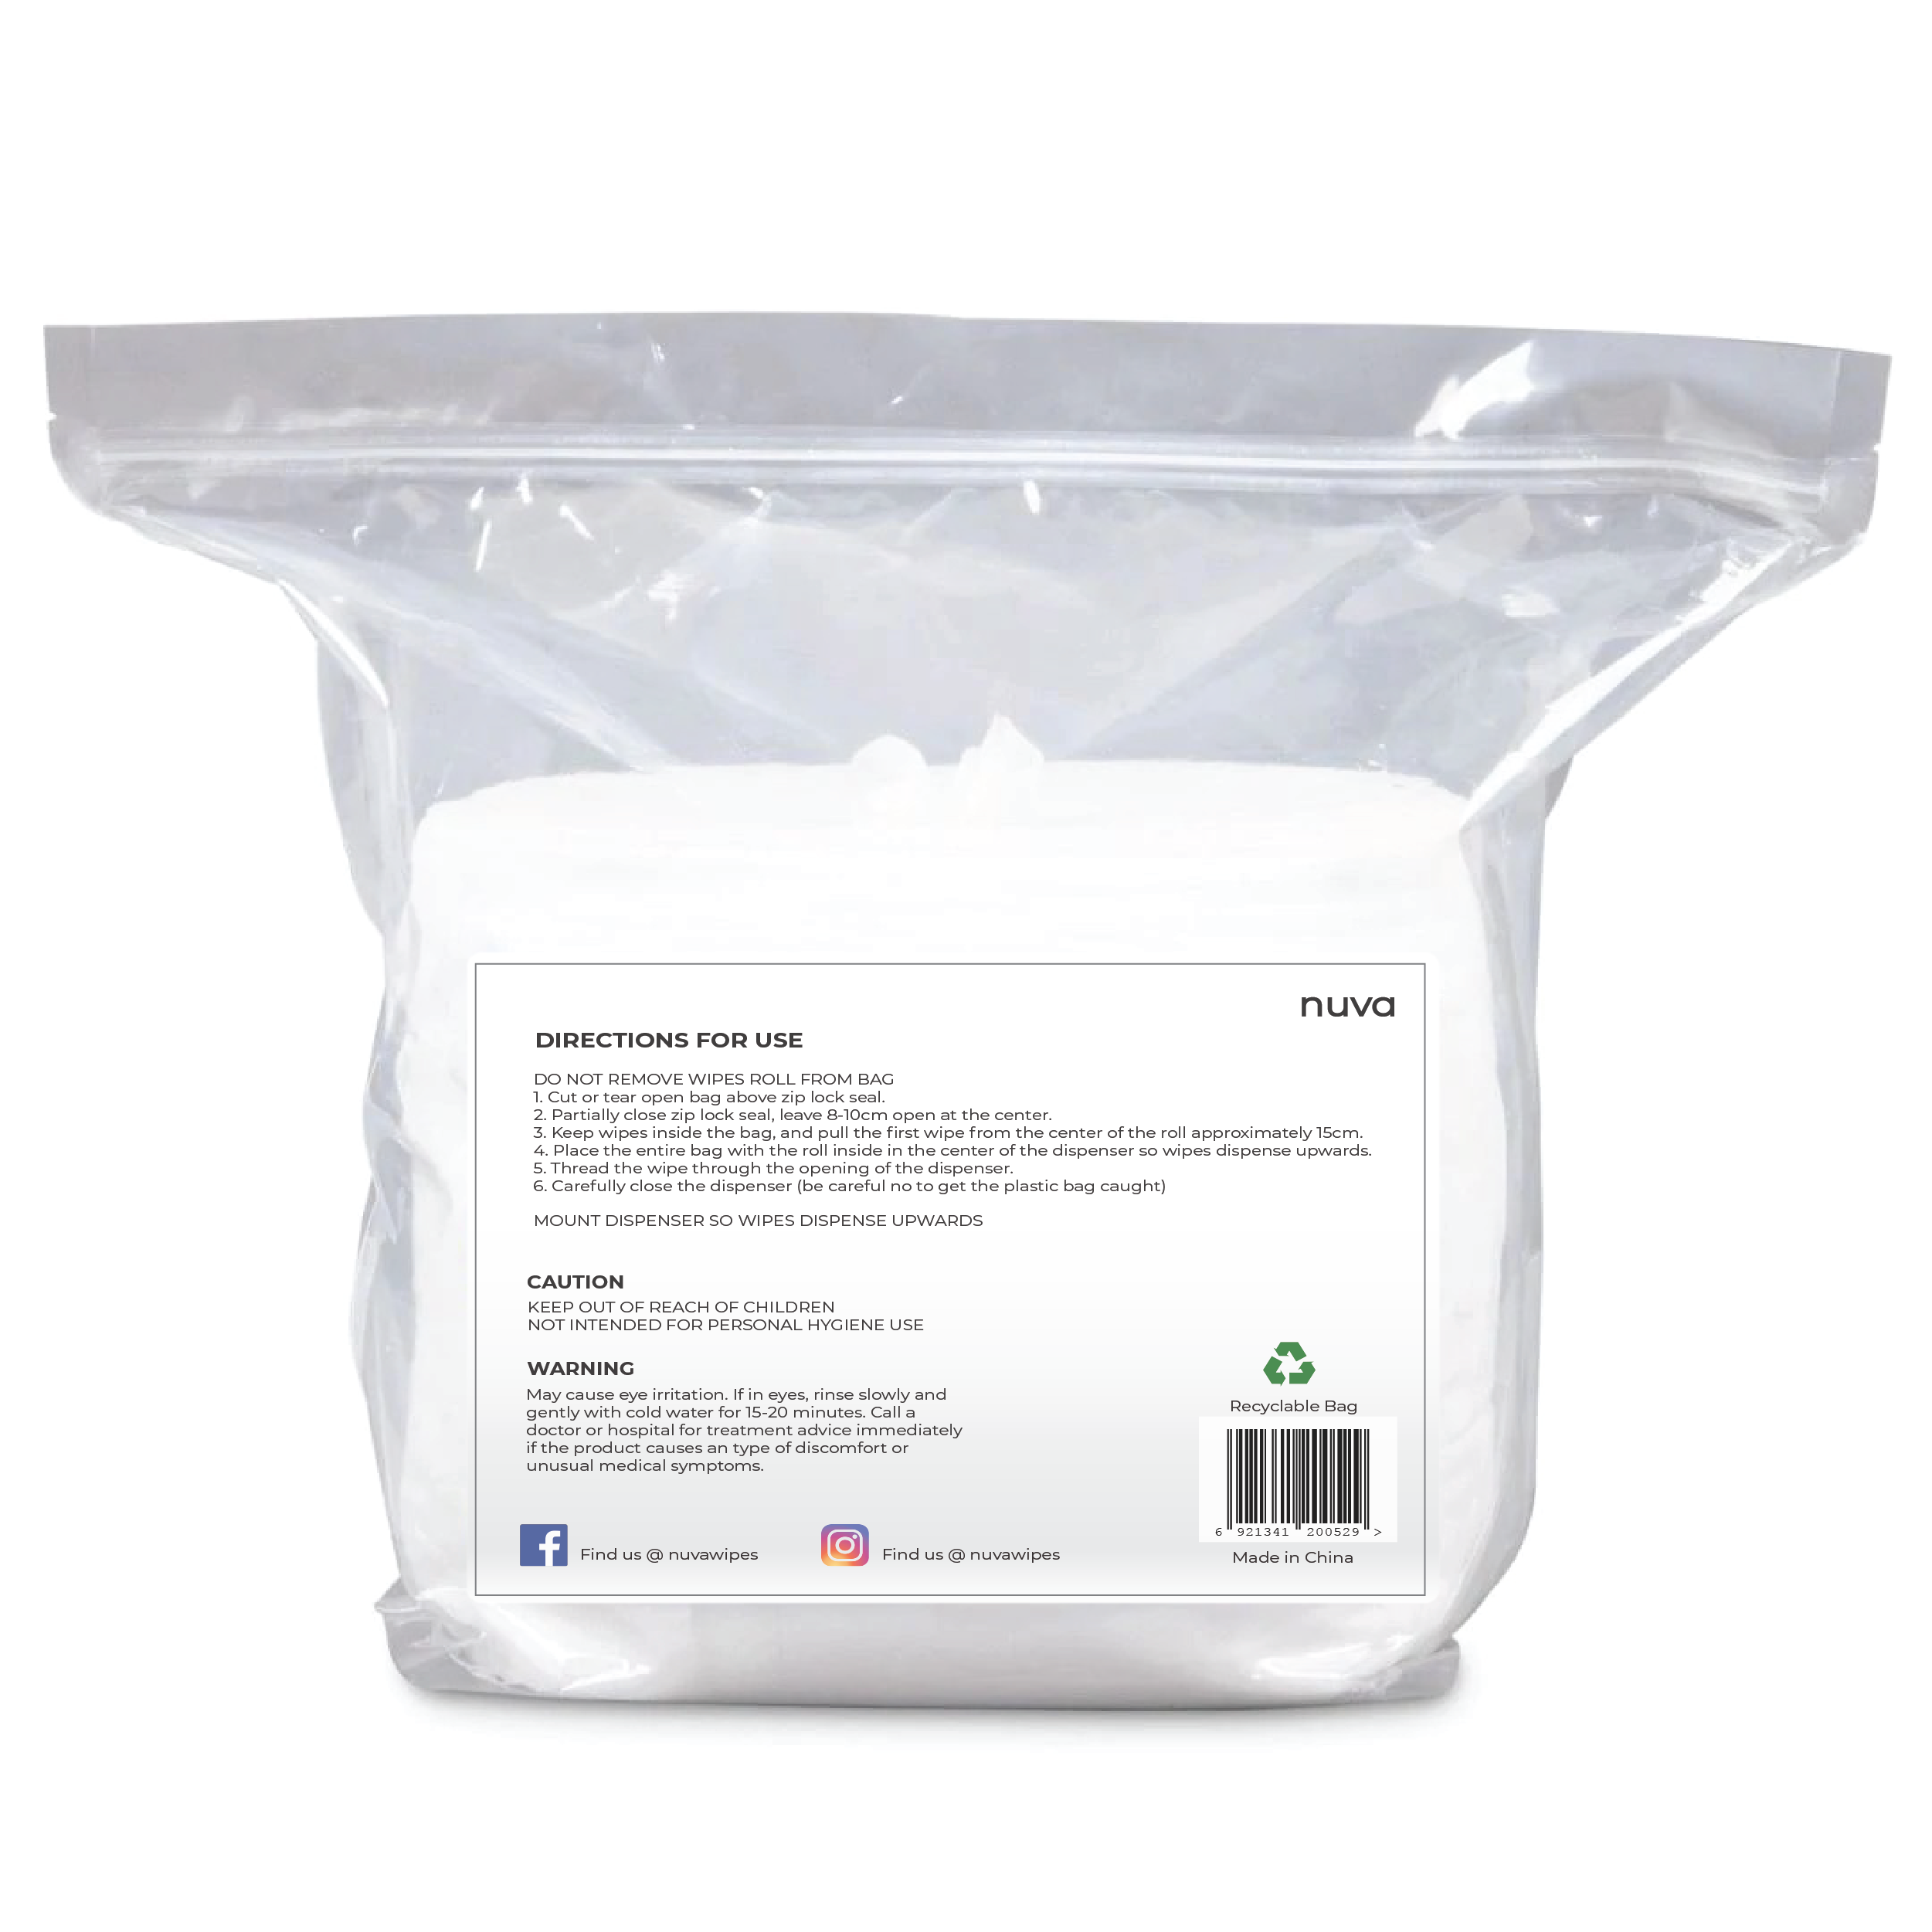 nuva
DIRECTIONS FOR USE
DO NOT REMOVE WIPES ROLL FROM BAG
1. Cut or tear open bag above zip lock seal.
2. Partially close zip lock seal, leave 8-10cm open at the center.
3. Keep wipes inside the bag, and pull the first wipe from the center of the roll approximately 15cm.
4. Place the entire bag with the roll inside in the center of the dispenser so wipes dispense upwards.
5. Thread the wipe through the opening of the dispenser.
6. Carefully close the dispenser (be careful no to get the plastic bag caught)
MOUNT DISPENSER SO WIPES DISPENSE UPWARDS
CAUTION
KEEP OUT OF REACH OF CHILDREN
NOT INTENDED FOR PERSONAL HYGIENE USE
WARNING
May cause eye irritation. If in eyes, rinse slowly and
gently with cold water for 15-20 minutes. Call a
doctor or hospital for treatment advice immediately
if the product causes an type of discomfort or
unusual medical symptoms.
Find us @ nuvawipes
Find us @ nuvawipes
Recyclable Bag
6 921341 200529 >
Made in China